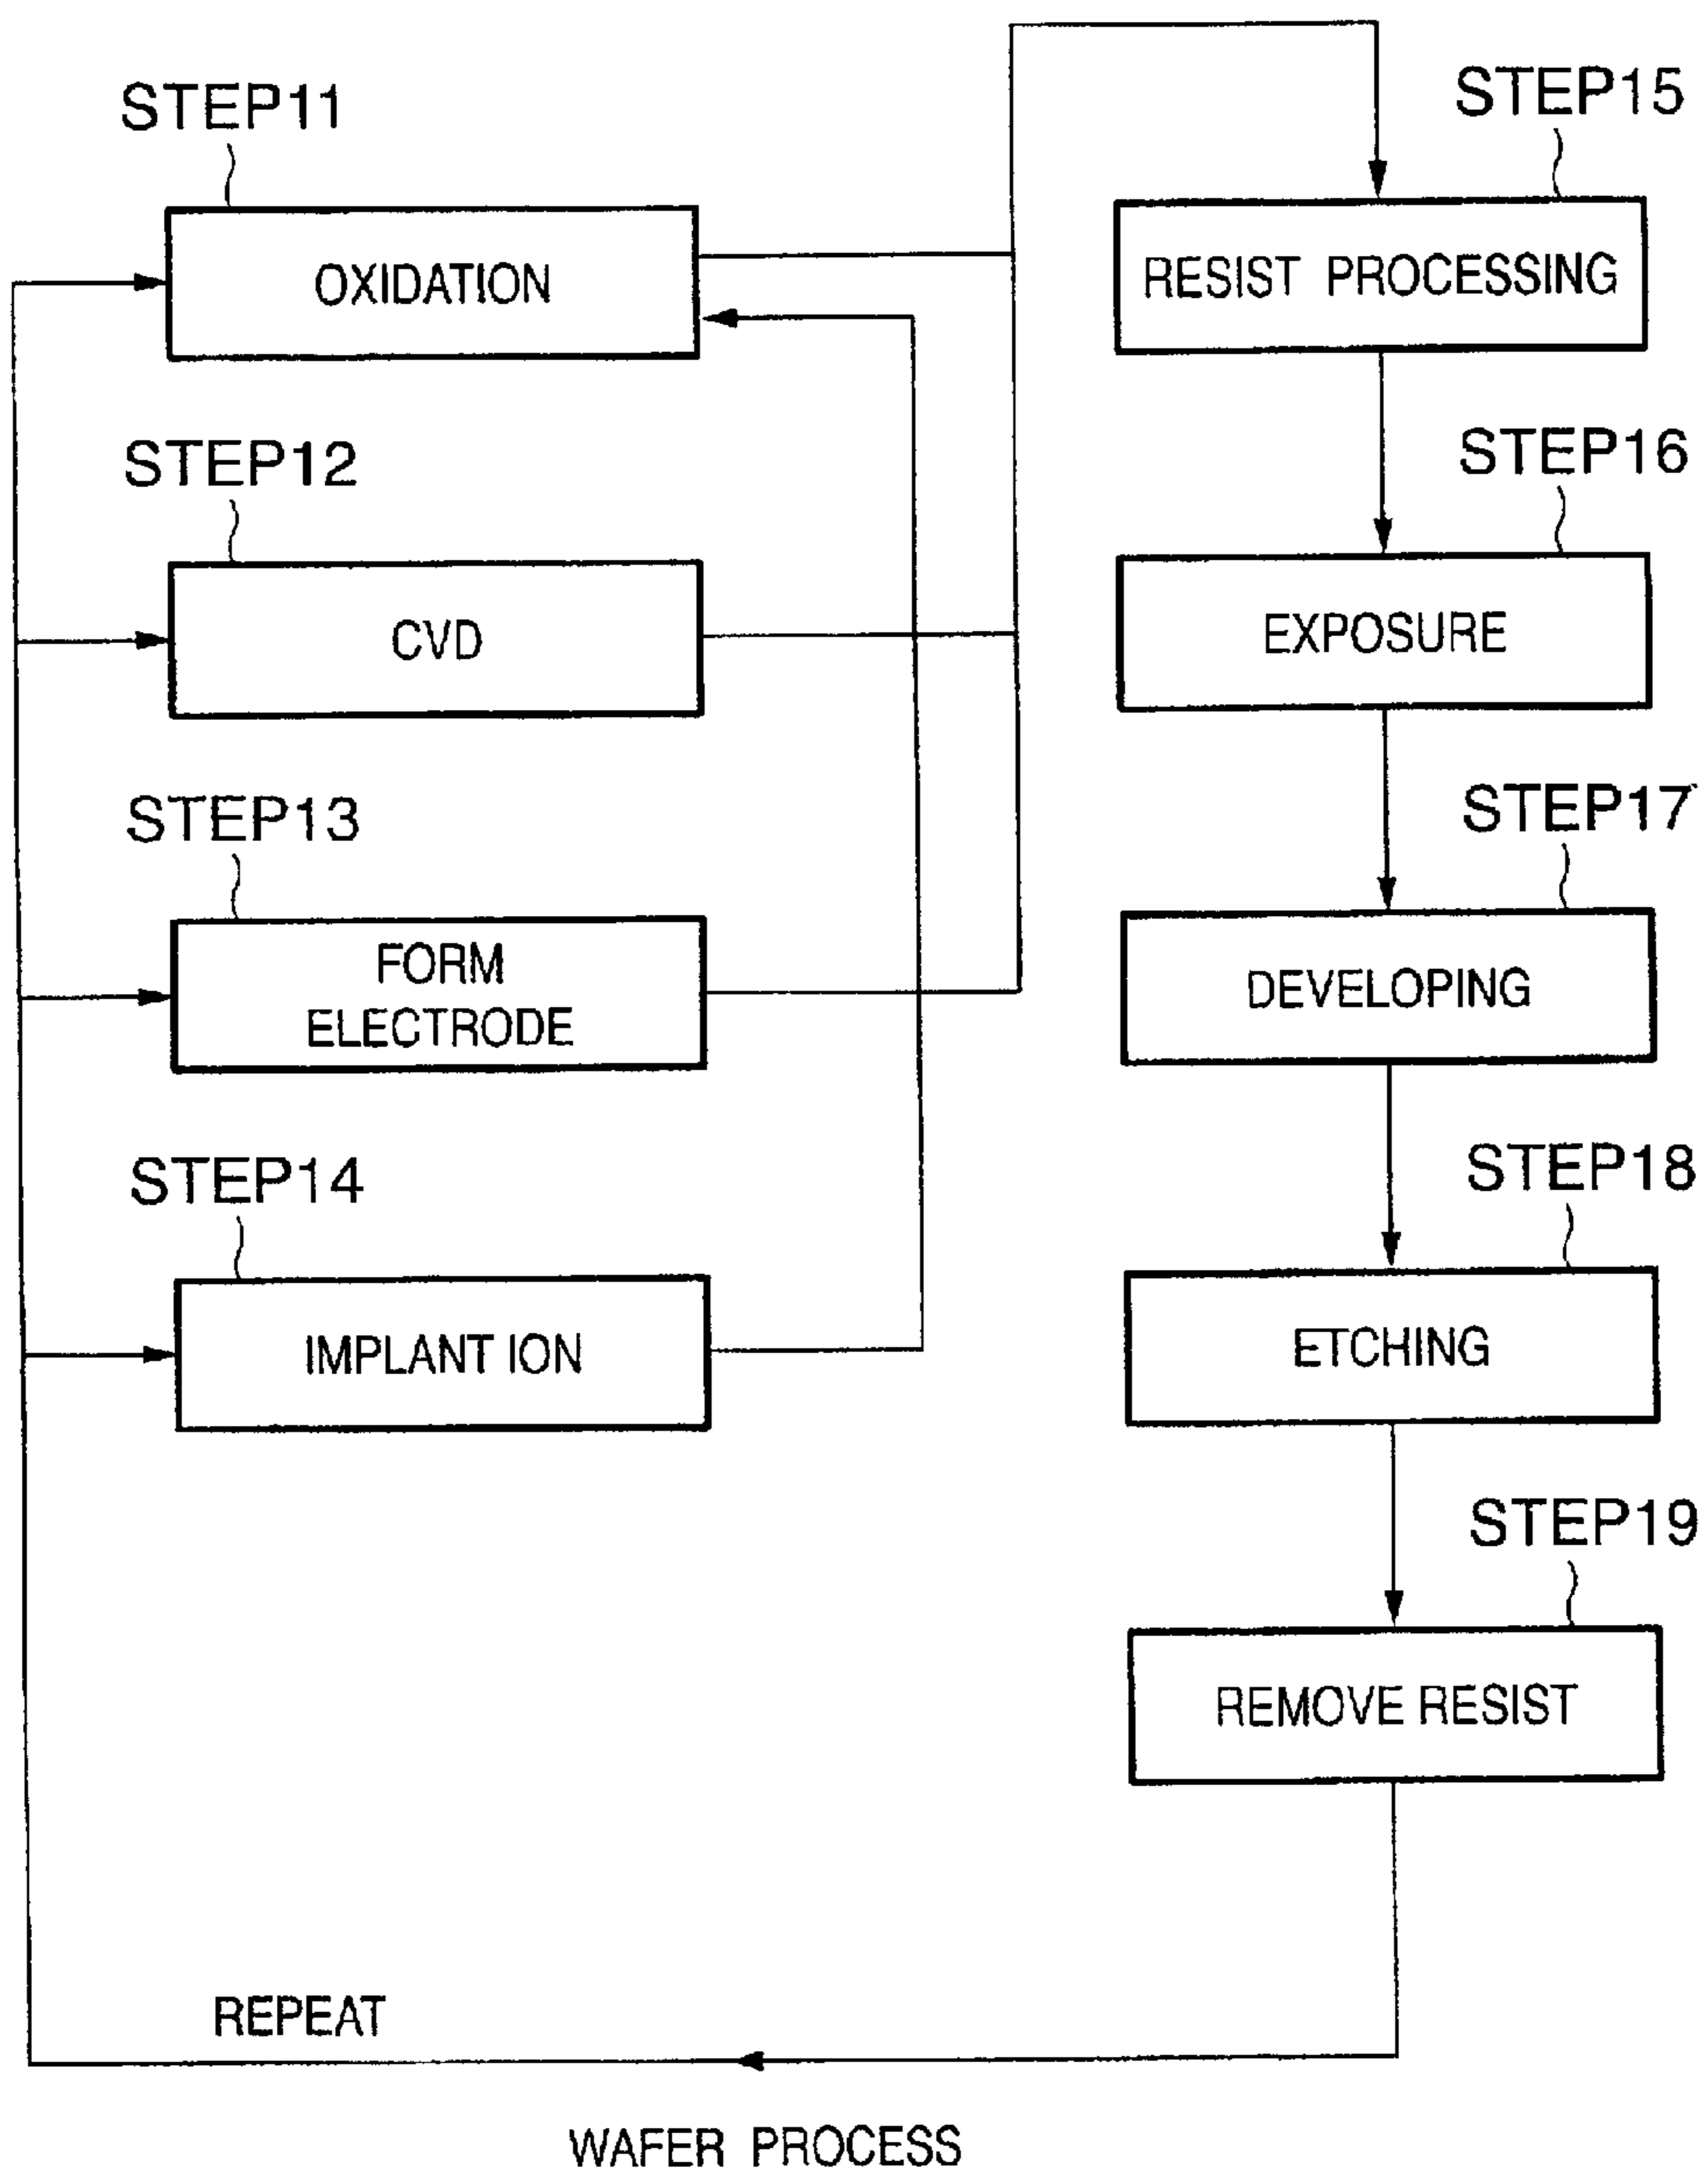 STEP11
OXIDATION
STEP12
CVD
STEP13
FORM
ELECTRODE
STEP14
IMPLANT ION
STEP15
RESIST PROCESSING
STEP16
EXPOSURE
STEP17
DEVELOPING
STEP18
ETCHING
STEP19
REMOVE RESIST
REPEAT
WAFER PROCESS